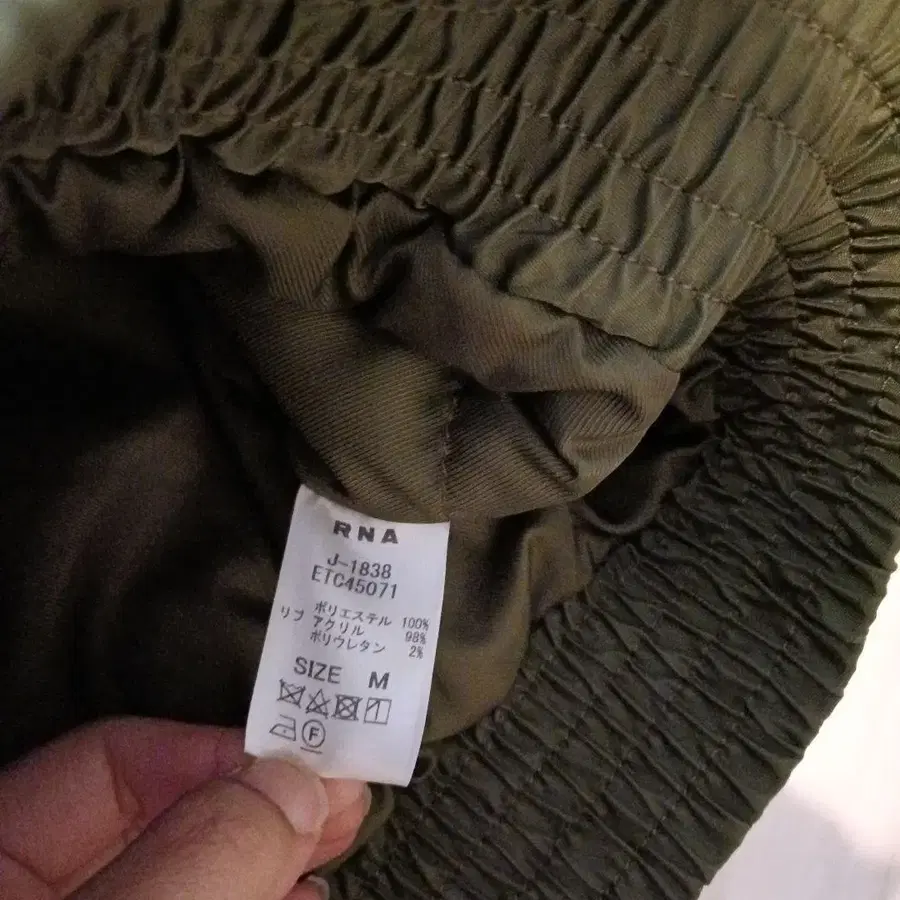 RNA
J-1838
ETC45071
ポリエステル 100%
リブ アクリル 98%
ポリウレタン 2%
SIZE M
F